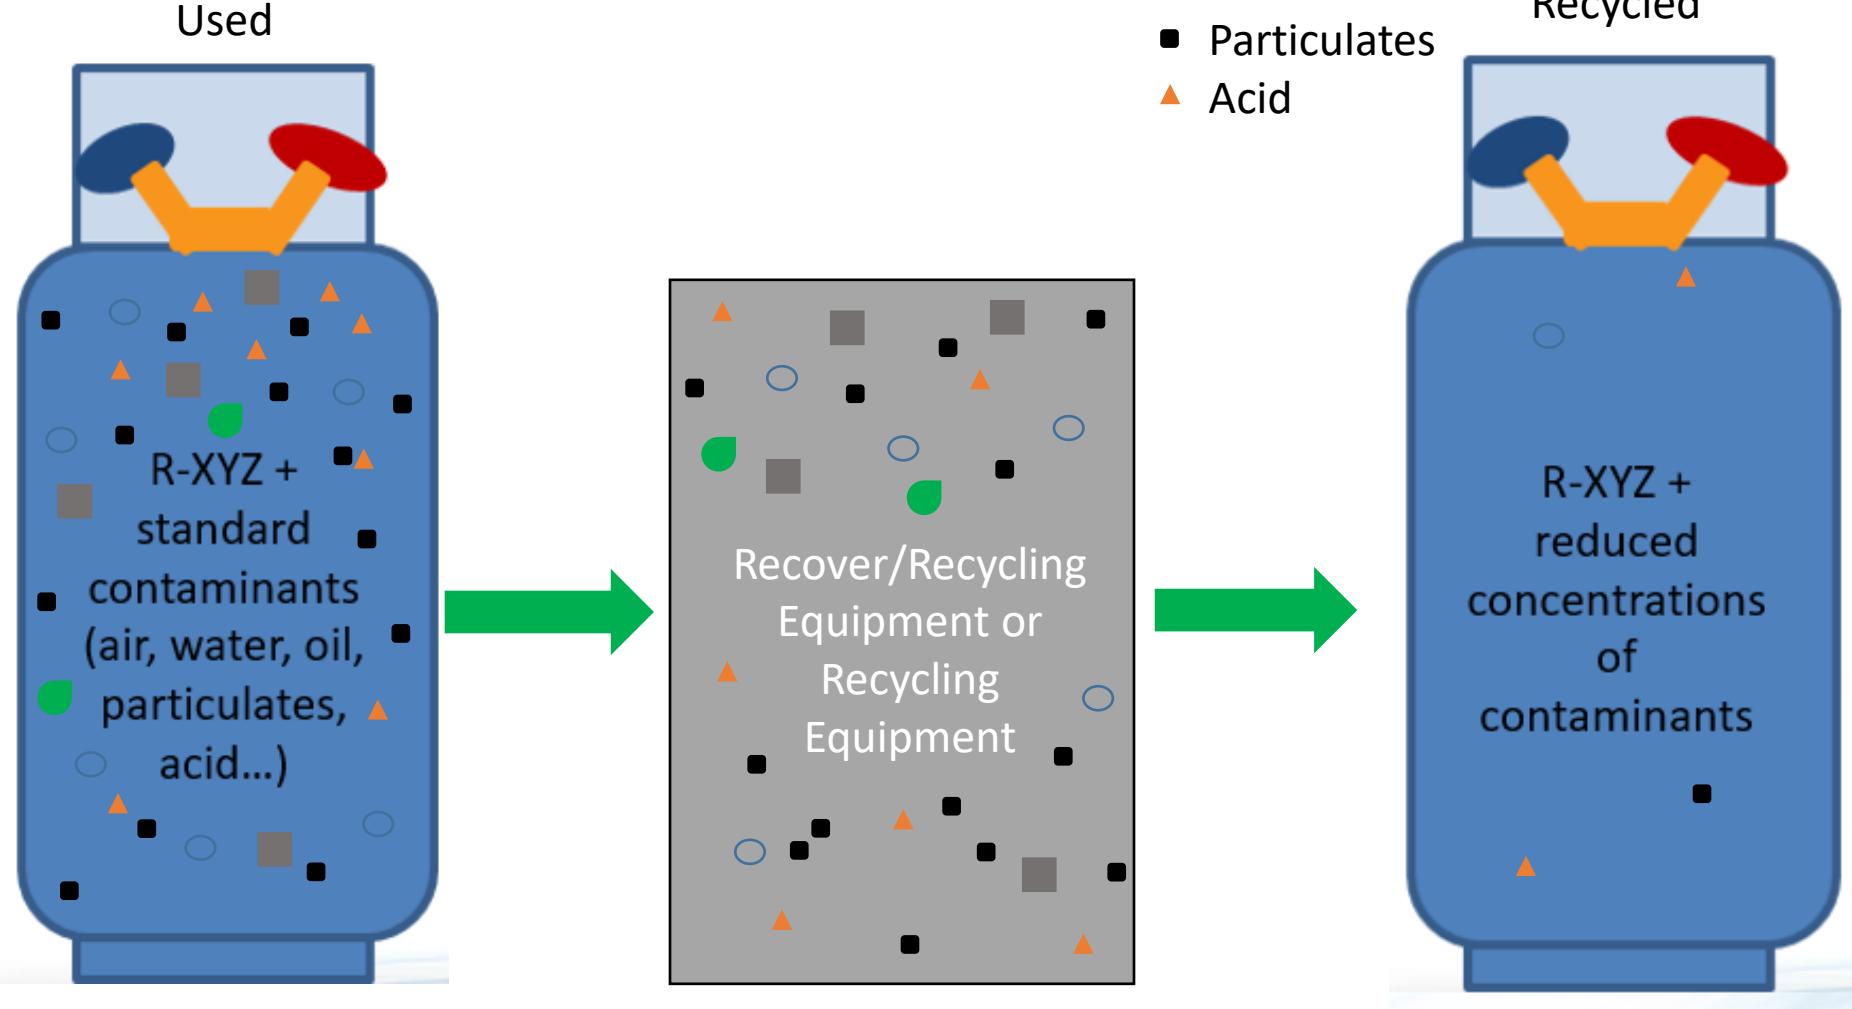 Used
Particulates
Acid
Recycled
R-XYZ +
standard
contaminants
(air, water, oil,
particulates,
acid...)
Recover/Recycling
Equipment or
Recycling
Equipment
R-XYZ +
reduced
concentrations
of
contaminants